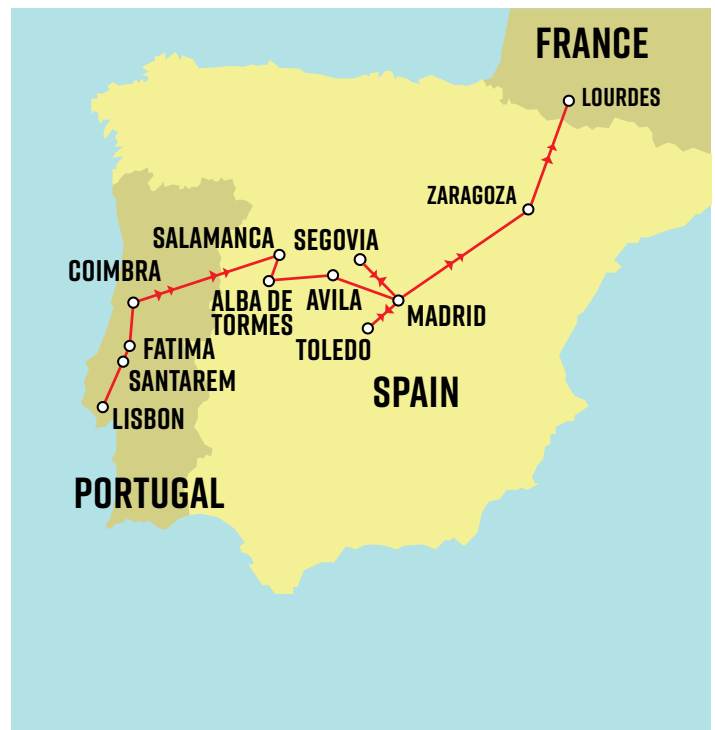 FRANCE
LOURDES
ZARAGOZA
SALAMANCA
SEGOVIA
COIMBRA
ALBA DE
TORMES
AVILA
MADRID
FATIMA
TOLEDO
SANTAREM
SPAIN
LISBON
PORTUGAL